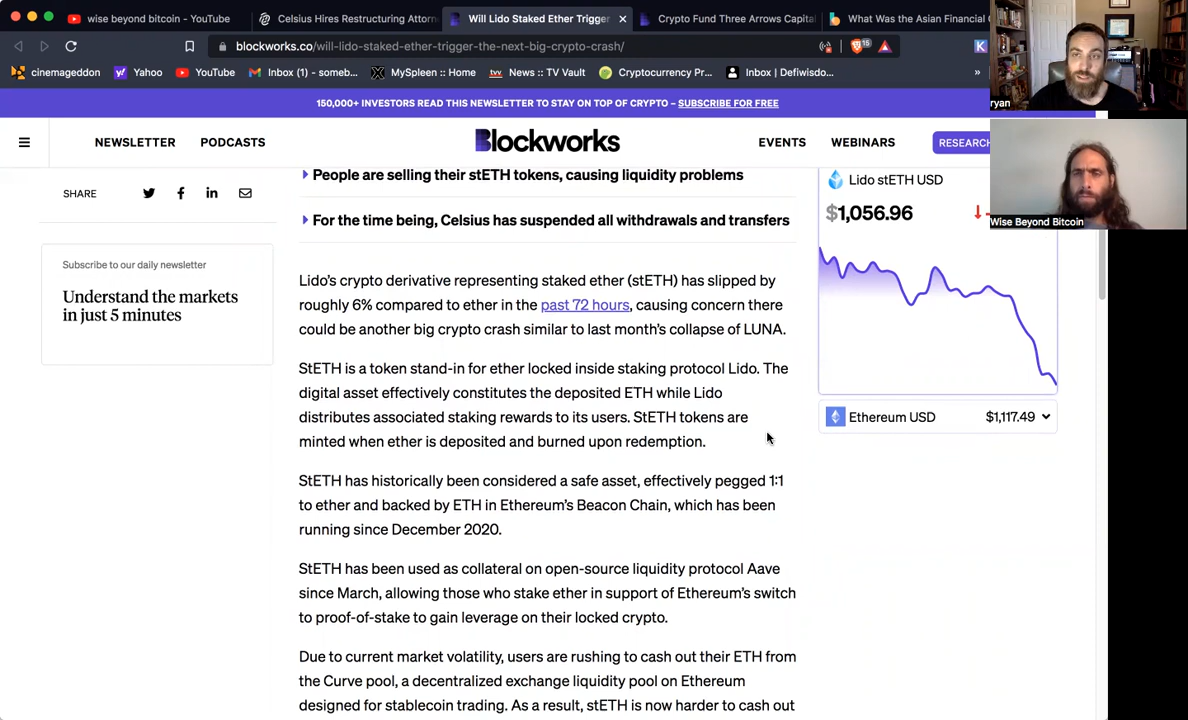 wise beyond bitcoin - YouTube
Celsius Hires Restructuring Attor
Will Lido Staked Ether Trigger
Crypto Fund Three Arrows Capital
What Was the Asian Financial C
blockworks.co/will-lido-staked-ether-trigger-the-next-big-crypto-crash/
15
cinemageddon
Yahoo
YouTube
Inbox (1) - someb...
MySpleen :: Home
News :: TV Vault
Cryptocurrency Pr...
Inbox | Defiwisdo...
»
ryan
150,000+ INVESTORS READ THIS NEWSLETTER TO STAY ON TOP OF CRYPTO – SUBSCRIBE FOR FREE
NEWSLETTER
PODCASTS
Blockworks
EVENTS
WEBINARS
RESEARCH
Wise Beyond Bitcoin
SHARE
Subscribe to our daily newsletter
Understand the markets
in just 5 minutes
People are selling their stETH tokens, causing liquidity problems
For the time being, Celsius has suspended all withdrawals and transfers
Lido's crypto derivative representing staked ether (stETH) has slipped by
roughly 6% compared to ether in the past 72 hours, causing concern there
could be another big crypto crash similar to last month's collapse of LUNA.
StETH is a token stand-in for ether locked inside staking protocol Lido. The
digital asset effectively constitutes the deposited ETH while Lido
distributes associated staking rewards to its users. StETH tokens are
minted when ether is deposited and burned upon redemption.
StETH has historically been considered a safe asset, effectively pegged 1:1
to ether and backed by ETH in Ethereum's Beacon Chain, which has been
running since December 2020.
StETH has been used as collateral on open-source liquidity protocol Aave
since March, allowing those who stake ether in support of Ethereum's switch
to proof-of-stake to gain leverage on their locked crypto.
Due to current market volatility, users are rushing to cash out their ETH from
the Curve pool, a decentralized exchange liquidity pool on Ethereum
designed for stablecoin trading. As a result, stETH is now harder to cash out
Lido stETH USD
$1,056.96
Ethereum USD
$1,117.49